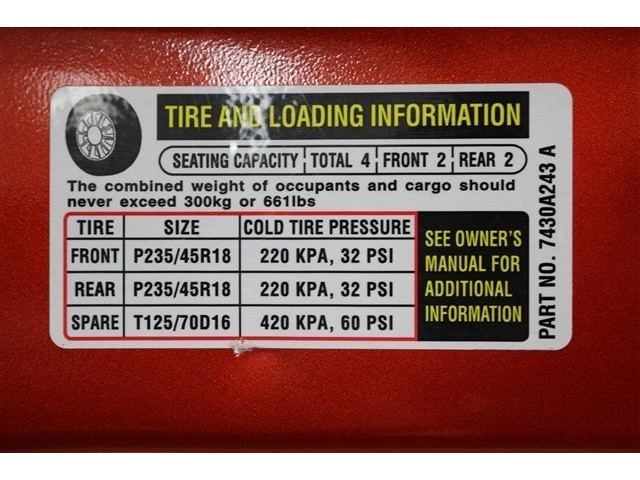 TIRE AND LOADING INFORMATION
SEATING CAPACITY TOTAL 4 FRONT 2 REAR 2
The combined weight of occupants and cargo should
never exceed 300kg or 661lbs
TIRE SIZE COLD TIRE PRESSURE
FRONT P235/45R18 220 KPA, 32 PSI
REAR P235/45R18 220 KPA, 32 PSI
SPARE T125/70D16 420 KPA, 60 PSI
SEE OWNER'S
MANUAL FOR
ADDITIONAL
INFORMATION
PART NO. 7430A243 A